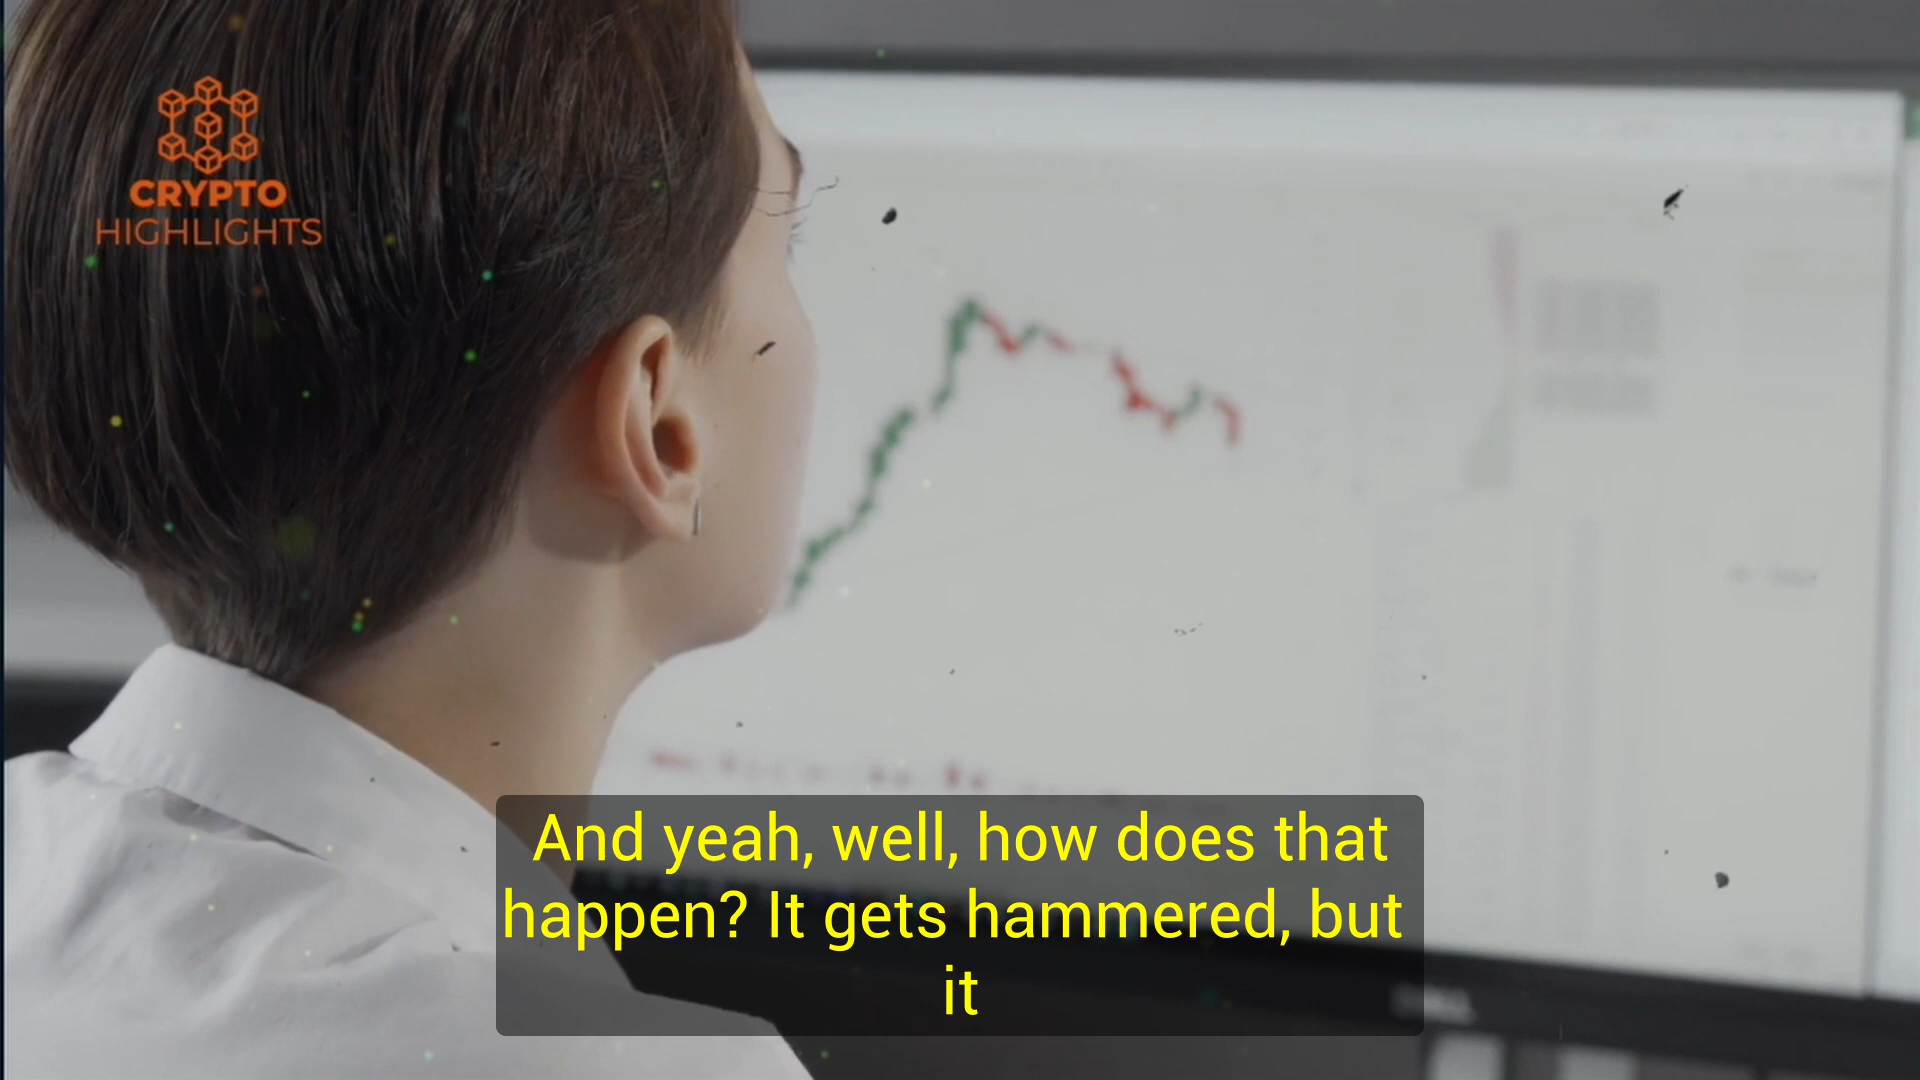 CRYPTO
HIGHLIGHTS
And yeah, well, how does that
happen? It gets hammered, but
it